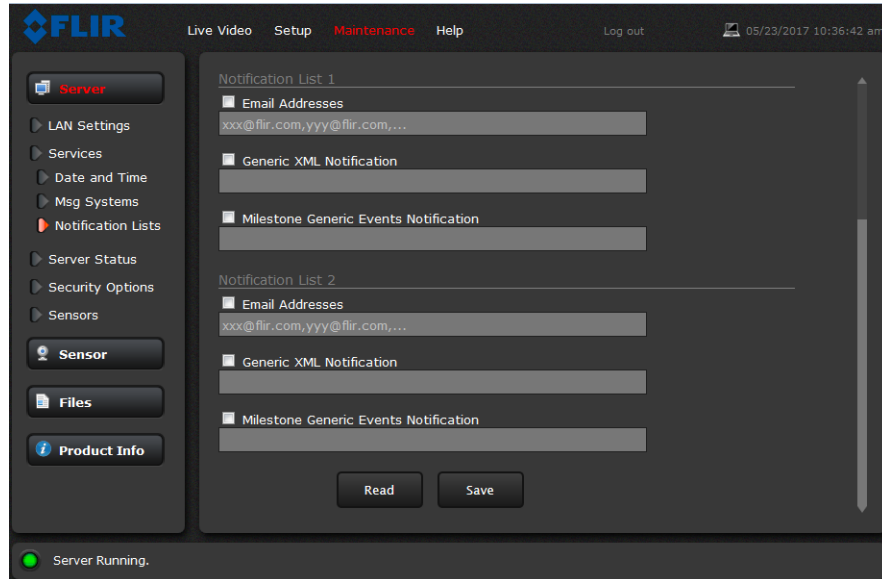 FLIR
Live Video Setup Maintenance Help Log out 05/23/2017 10:36:42 am
Server
LAN Settings
Services
Date and Time
Msg Systems
Notification Lists
Server Status
Security Options
Sensors
Sensor
Files
Product Info
Notification List 1
Email Addresses
xxx@flir.com,yyy@flir.com,...
Generic XML Notification
Milestone Generic Events Notification
Notification List 2
Email Addresses
xxx@flir.com,yyy@flir.com,...
Generic XML Notification
Milestone Generic Events Notification
Read Save
Server Running.